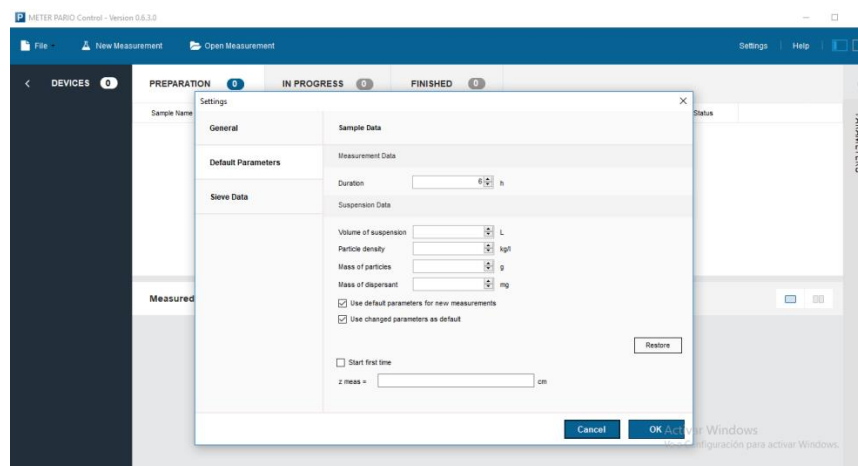 METER PARIO Control - Version 0.6.3.0
File New Measurement Open Measurement Settings Help
DEVICES 0 PREPARATION 0 IN PROGRESS 0 FINISHED 0
Sample Name Status
Settings
General
Default Parameters
Sieve Data
Sample Data
Measurement Data
Duration 6 h
Suspension Data
Volume of suspension L
Particle density kg/l
Mass of particles g
Mass of dispersant mg
Use default parameters for new measurements
Use changed parameters as default
Restore
Start first time
z meas = cm
Cancel OK
Measured
Activar Windows
configuración para activar Windows.